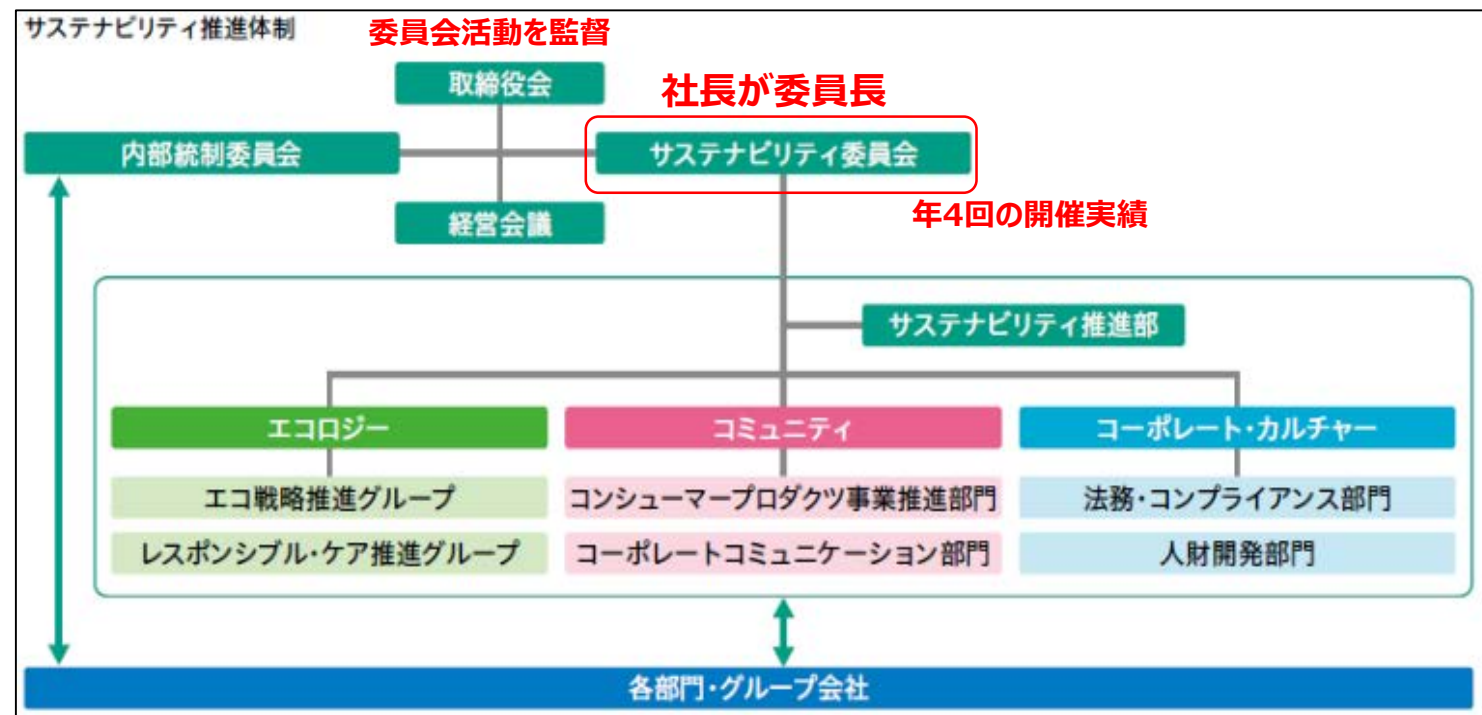 サステナビリティ推進体制
委員会活動を監督
取締役会
社長が委員長
内部統制委員会
サステナビリティ委員会
経営会議
年4回の開催実績
サステナビリティ推進部
エコロジー
コミュニティ
コーポレート・カルチャー
エコ戦略推進グループ
コンシューマープロダクツ事業推進部門
法務・コンプライアンス部門
レスポンシブル・ケア推進グループ
コーポレートコミュニケーション部門
人財開発部門
各部門・グループ会社